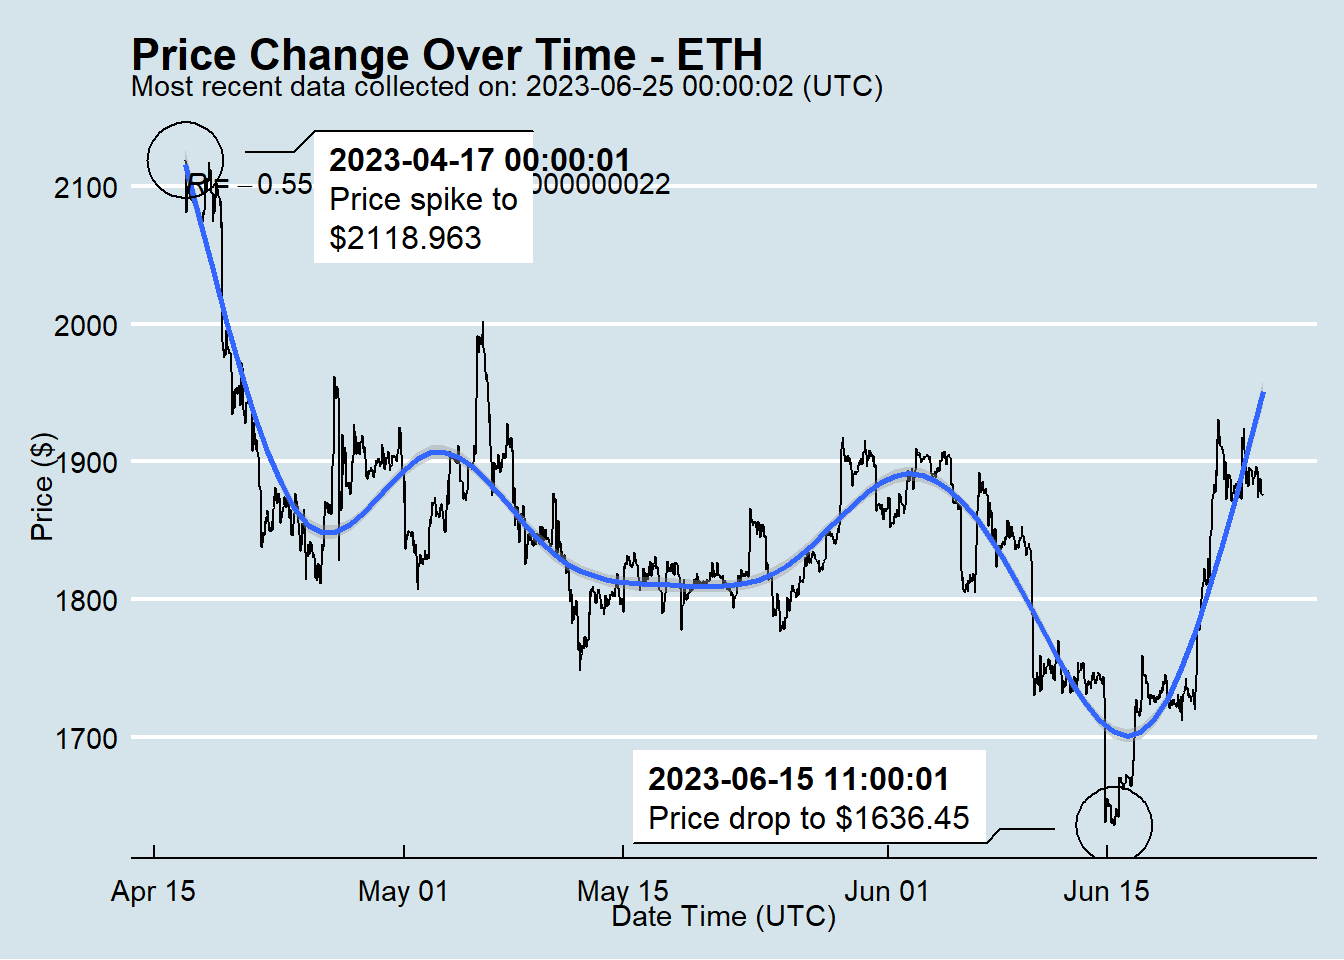 Price Change Over Time - ETH
Most recent data collected on: 2023-06-25 00:00:02 (UTC)
2023-04-17 00:00:01
Price spike to
$2118.963
R = −0.55
000000022
2100
2000
1900
1800
1700
Price ($)
2023-06-15 11:00:01
Price drop to $1636.45
Apr 15
May 01
May 15
Jun 01
Jun 15
Date Time (UTC)